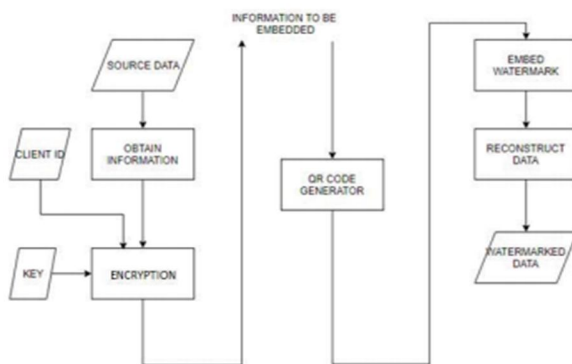 INFORMATION TO BE
EMBEDDED
SOURCE DATA
CLIENT ID
OBTAIN
INFORMATION
KEY
ENCRYPTION
QR CODE
GENERATOR
EMBED
WATERMARK
RECONSTRUCT
DATA
WATERMARKED
DATA